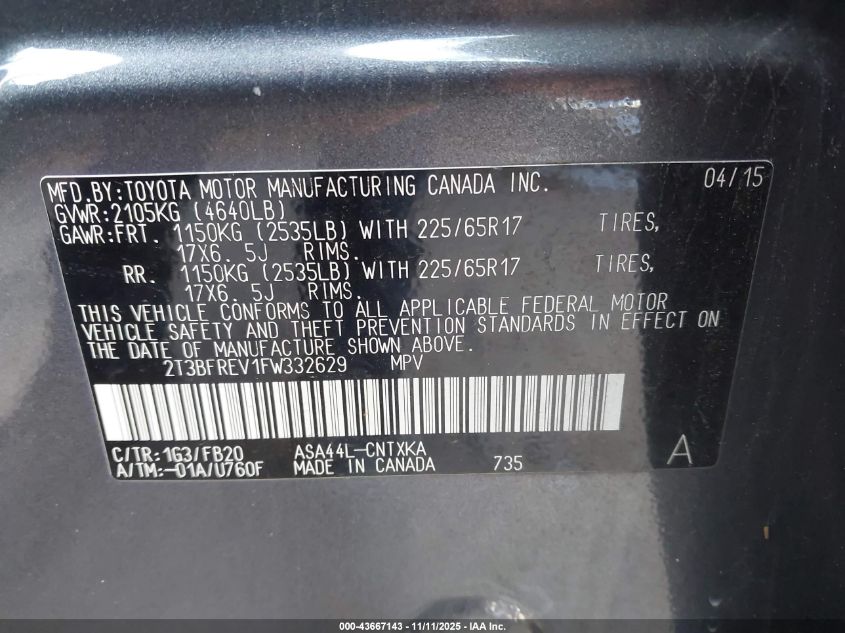 MFD.BY:TOYOTA MOTOR MANUFACTURING CANADA INC. 04/15
GVWR:2105KG (4640LB)
GAWR:FRT. 1150KG (2535LB) WITH 225/65R17 TIRES,
17X6. 5J RIMS.
RR. 1150KG (2535LB) WITH 225/65R17 TIRES,
17X6. 5J RIMS.
THIS VEHICLE CONFORMS TO ALL APPLICABLE FEDERAL MOTOR
VEHICLE SAFETY AND THEFT PREVENTION STANDARDS IN EFFECT ON
THE DATE OF MANUFACTURE SHOWN ABOVE.
2T3BFREV1FW332629 MPV
C/TR:1G3/FB20 ASA44L-CNTXKA A
A/TM:-01A/U760F MADE IN CANADA 735
000-43667143 - 11/11/2025 - IAA Inc.